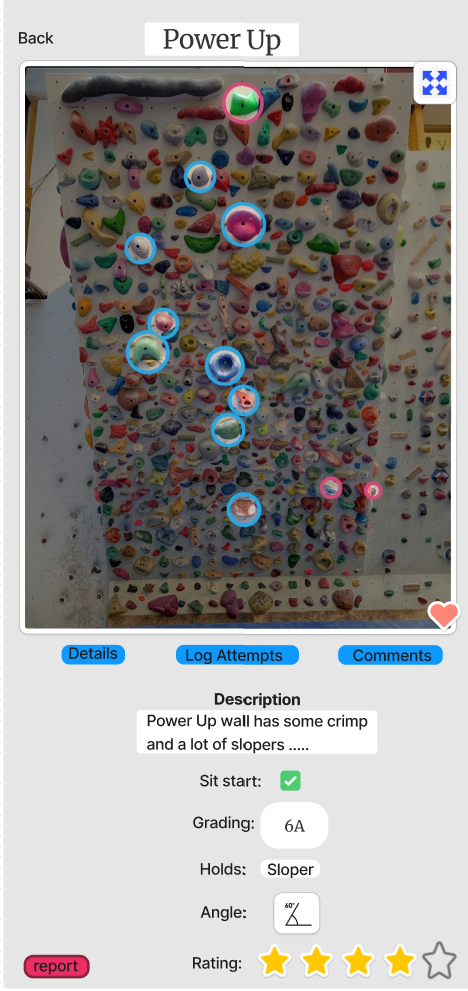 Back
Power Up
Details
Log Attempts
Comments
Description
Power Up wall has some crimp
and a lot of slopers .....
Sit start:
Grading:
6A
Holds:
Sloper
Angle:
60°
report
Rating: